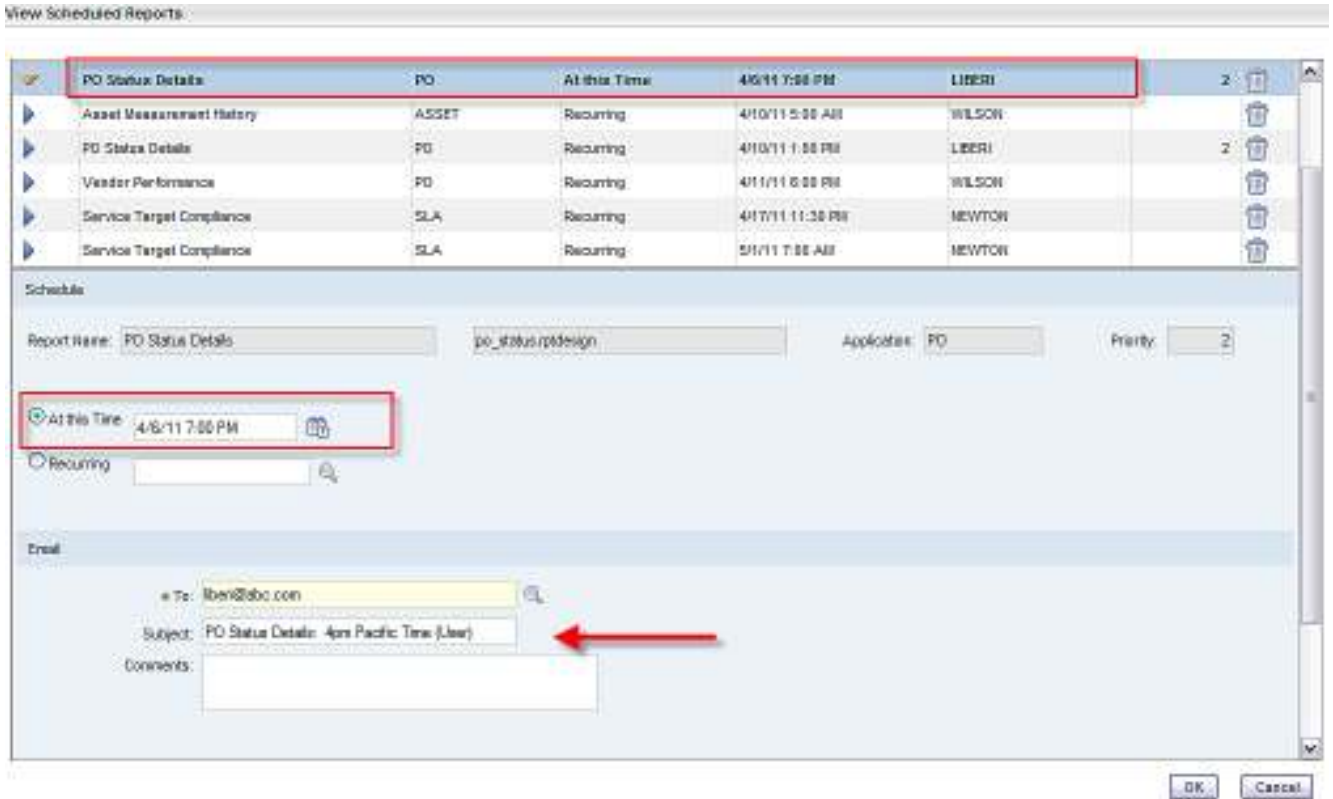 View Scheduled Reports
PO Status Details PO At this Time 4/6/11 7:00 PM LIBERI 2
Asset Measurement History ASSET Recurring 4/10/11 5:00 AM WILSON
PO Status Details PO Recurring 4/10/11 1:00 PM LIBERI 2
Vendor Performance PO Recurring 4/11/11 6:00 PM WILSON
Service Target Compliance SLA Recurring 4/17/11 11:30 PM NEWTON
Service Target Compliance SLA Recurring 5/1/11 7:00 AM NEWTON
Schedule
Report Name: PO Status Details po_status.rptdesign Application: PO Priority: 2
At this Time 4/6/11 7:00 PM
Recurring
Email
* To: liberi@abc.com
Subject: PO Status Details: 4pm Pacific Time (User)
Comments:
OK Cancel